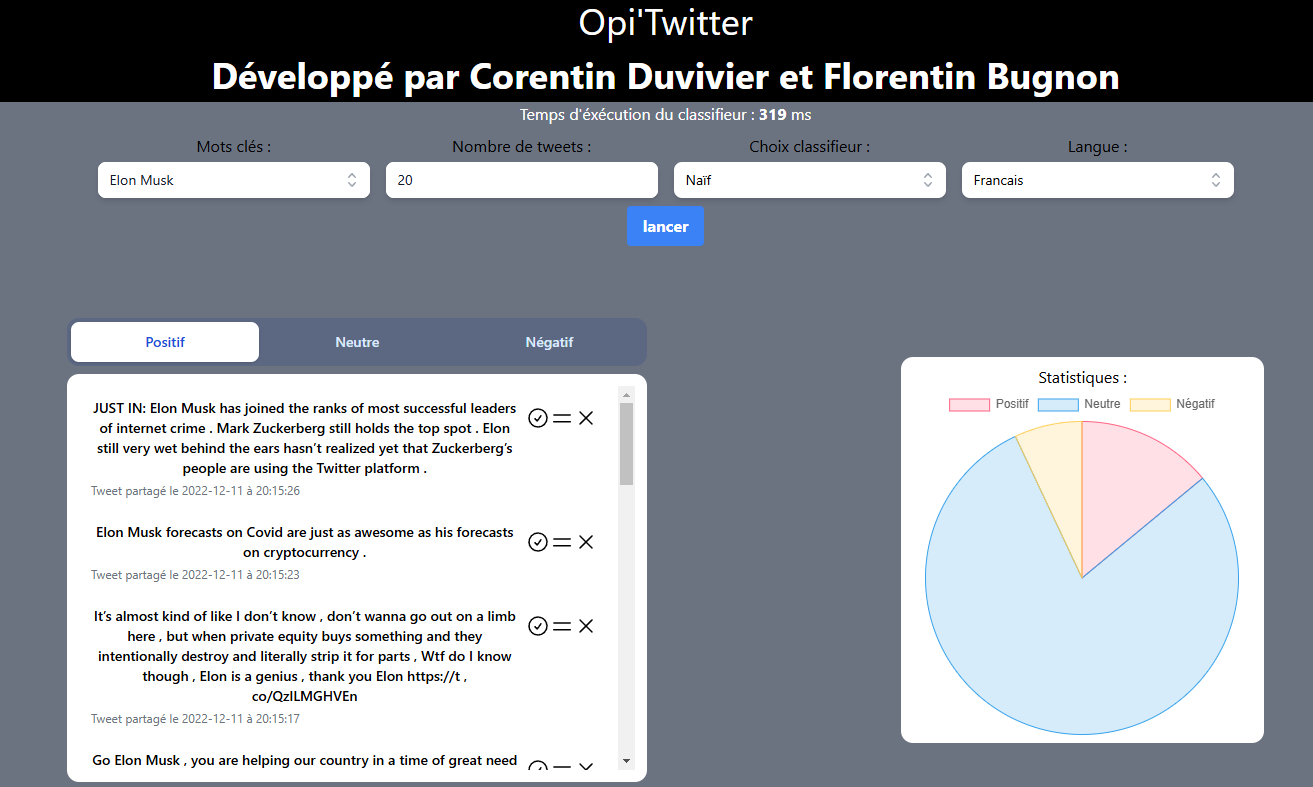 Opi'Twitter
Développé par Corentin Duvivier et Florentin Bugnon
Temps d'éxécution du classifieur : 319 ms
Mots clés :
Nombre de tweets :
Choix classifieur :
Langue :
Elon Musk
20
Naïf
Francais
lancer
Positif
Neutre
Négatif
JUST IN: Elon Musk has joined the ranks of most successful leaders
of internet crime . Mark Zuckerberg still holds the top spot . Elon
still very wet behind the ears hasn’t realized yet that Zuckerberg’s
people are using the Twitter platform .
Tweet partagé le 2022-12-11 à 20:15:26
Elon Musk forecasts on Covid are just as awesome as his forecasts
on cryptocurrency .
Tweet partagé le 2022-12-11 à 20:15:23
It’s almost kind of like I don’t know , don’t wanna go out on a limb
here , but when private equity buys something and they
intentionally destroy and literally strip it for parts , Wtf do I know
though , Elon is a genius , thank you Elon https://t ,
co/QzlLMGHVEn
Tweet partagé le 2022-12-11 à 20:15:17
Go Elon Musk , you are helping our country in a time of great need
Statistiques :
Positif
Neutre
Négatif